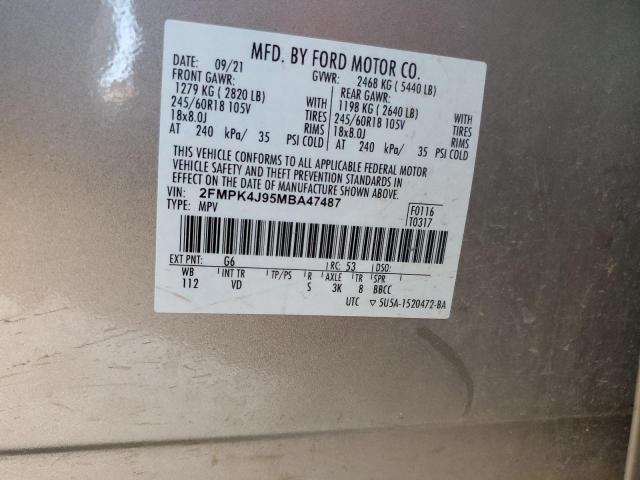 MFD. BY FORD MOTOR CO.
DATE: 09/21 GVWR: 2468 KG ( 5440 LB)
FRONT GAWR: REAR GAWR:
1279 KG ( 2820 LB) WITH 1198 KG ( 2640 LB) WITH
245/60R18 105V TIRES 245/60R18 105V TIRES
18x8.0J RIMS 18x8.0J RIMS
AT 240 kPa/ 35 PSI COLD AT 240 kPa/ 35 PSI COLD
THIS VEHICLE CONFORMS TO ALL APPLICABLE FEDERAL MOTOR
VEHICLE SAFETY AND THEFT PREVENTION STANDARDS IN
EFFECT ON THE DATE OF MANUFACTURE SHOWN ABOVE.
VIN: 2FMPK4J95MBA47487 F0116
TYPE: MPV T0317
EXT PNT: G6 RC: 53 DSO:
WB INT TR TP/PS R AXLE TR SPR
112 VD S 3K 8 BBCC
UTC ▽ 5U5A-1520472-BA